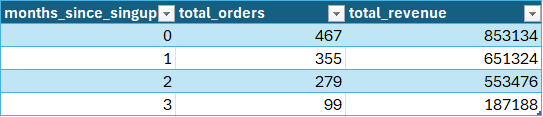 months_since_singup total_orders total_revenue
0 467 853134
1 355 651324
2 279 553476
3 99 187188